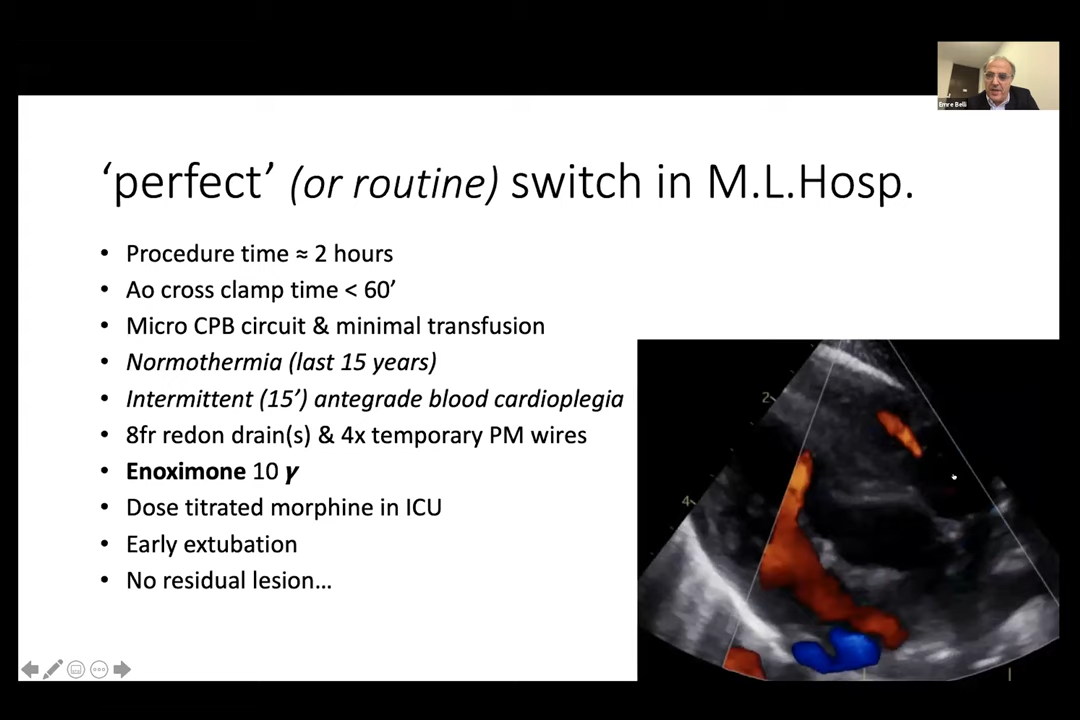 Emre Belli
‘perfect’ (or routine) switch in M.L.Hosp.
• Procedure time ≈ 2 hours
• Ao cross clamp time < 60’
• Micro CPB circuit & minimal transfusion
• Normothermia (last 15 years)
• Intermittent (15’) antegrade blood cardioplegia
• 8fr redon drain(s) & 4x temporary PM wires
• Enoximone 10 γ
• Dose titrated morphine in ICU
• Early extubation
• No residual lesion…
2
4